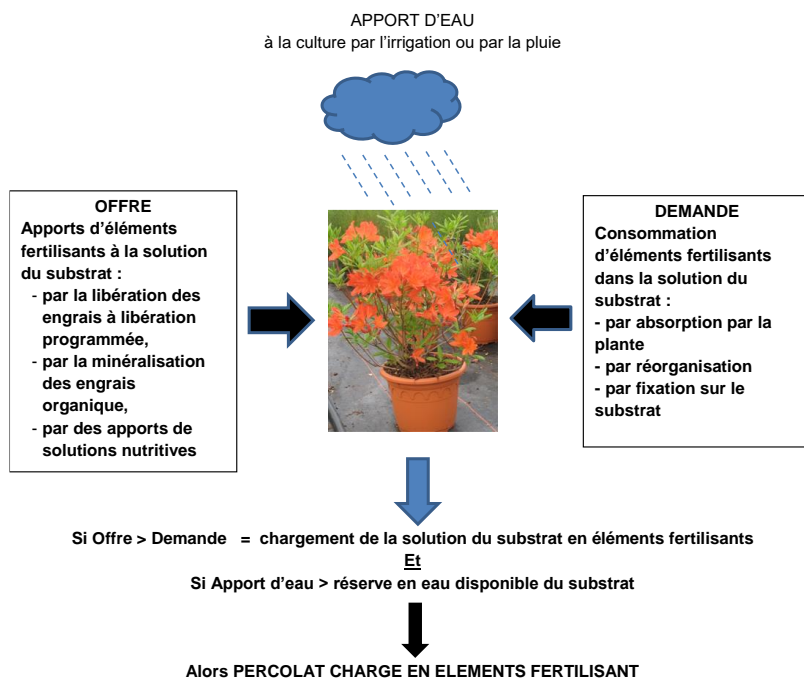 APPORT D'EAU
à la culture par l'irrigation ou par la pluie
OFFRE
Apports d'éléments
fertilisants à la solution
du substrat :
- par la libération des
engrais à libération
programmée,
- par la minéralisation
des engrais
organique,
- par des apports de
solutions nutritives
DEMANDE
Consommation
d'éléments fertilisants
dans la solution du
substrat :
- par absorption par la
plante
- par réorganisation
- par fixation sur le
substrat
Si Offre > Demande = chargement de la solution du substrat en éléments fertilisants
Et
Si Apport d'eau > réserve en eau disponible du substrat
Alors PERCOLAT CHARGE EN ELEMENTS FERTILISANT